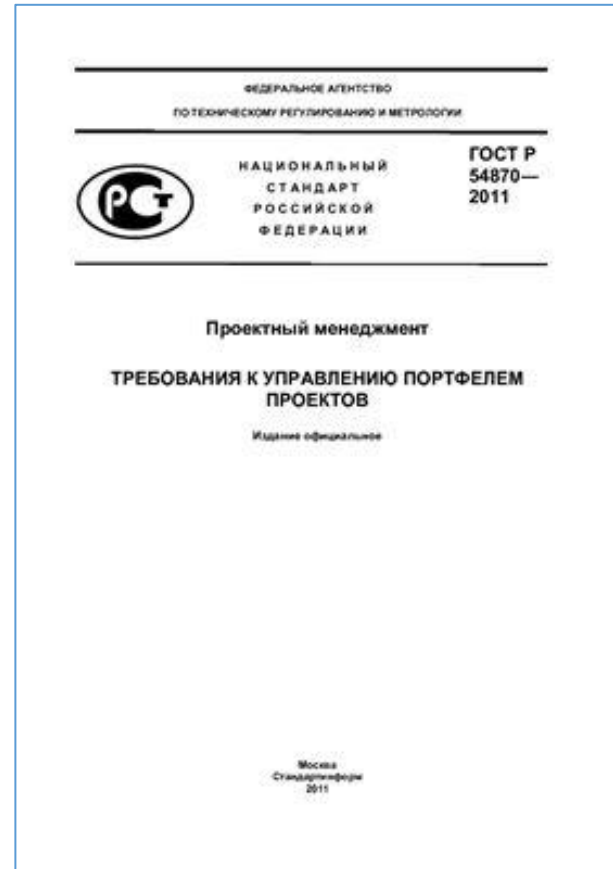 ФЕДЕРАЛЬНОЕ АГЕНТСТВО
ПО ТЕХНИЧЕСКОМУ РЕГУЛИРОВАНИЮ И МЕТРОЛОГИИ
РСТ
НАЦИОНАЛЬНЫЙ
СТАНДАРТ
РОССИЙСКОЙ
ФЕДЕРАЦИИ
ГОСТ Р
54870—
2011
Проектный менеджмент
ТРЕБОВАНИЯ К УПРАВЛЕНИЮ ПОРТФЕЛЕМ
ПРОЕКТОВ
Издание официальное
Москва
Стандартинформ
2011